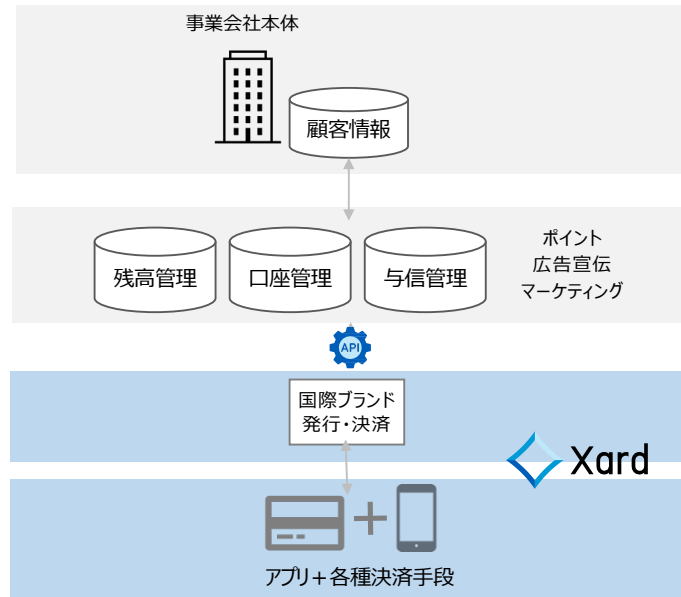 事業会社本体
顧客情報
残高管理
口座管理
与信管理
ポイント
広告宣伝
マーケティング
API
国際ブランド
発行・決済
Xard
アプリ＋各種決済手段